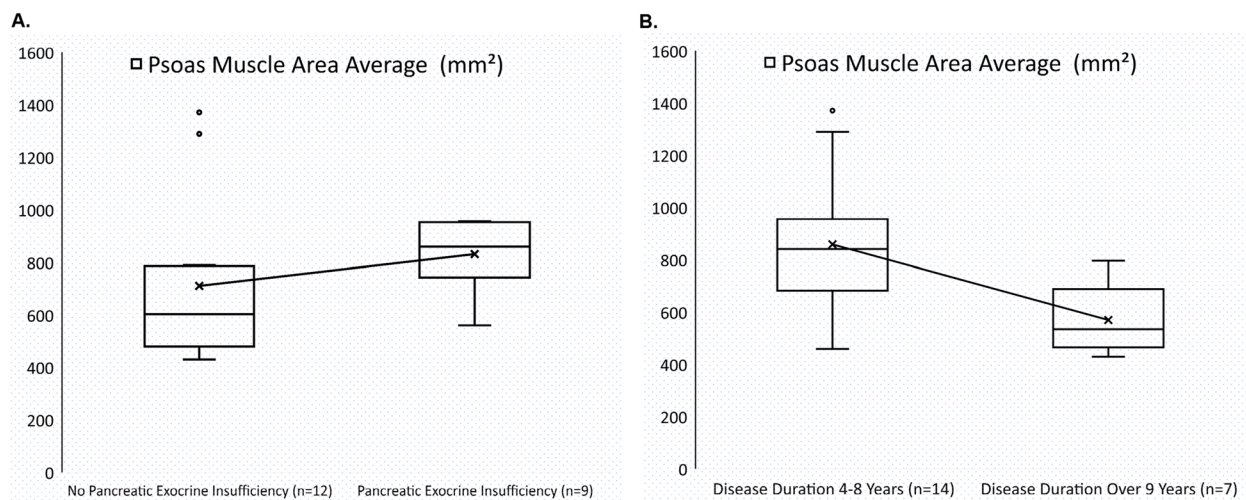 A.
□ Psoas Muscle Area Average (mm²)
1600
1400
1200
1000
800
600
400
200
0
No Pancreatic Exocrine Insufficiency (n=12)
Pancreatic Exocrine Insufficiency (n=9)
B.
□ Psoas Muscle Area Average (mm²)
1600
1400
1200
1000
800
600
400
200
0
Disease Duration 4-8 Years (n=14)
Disease Duration Over 9 Years (n=7)